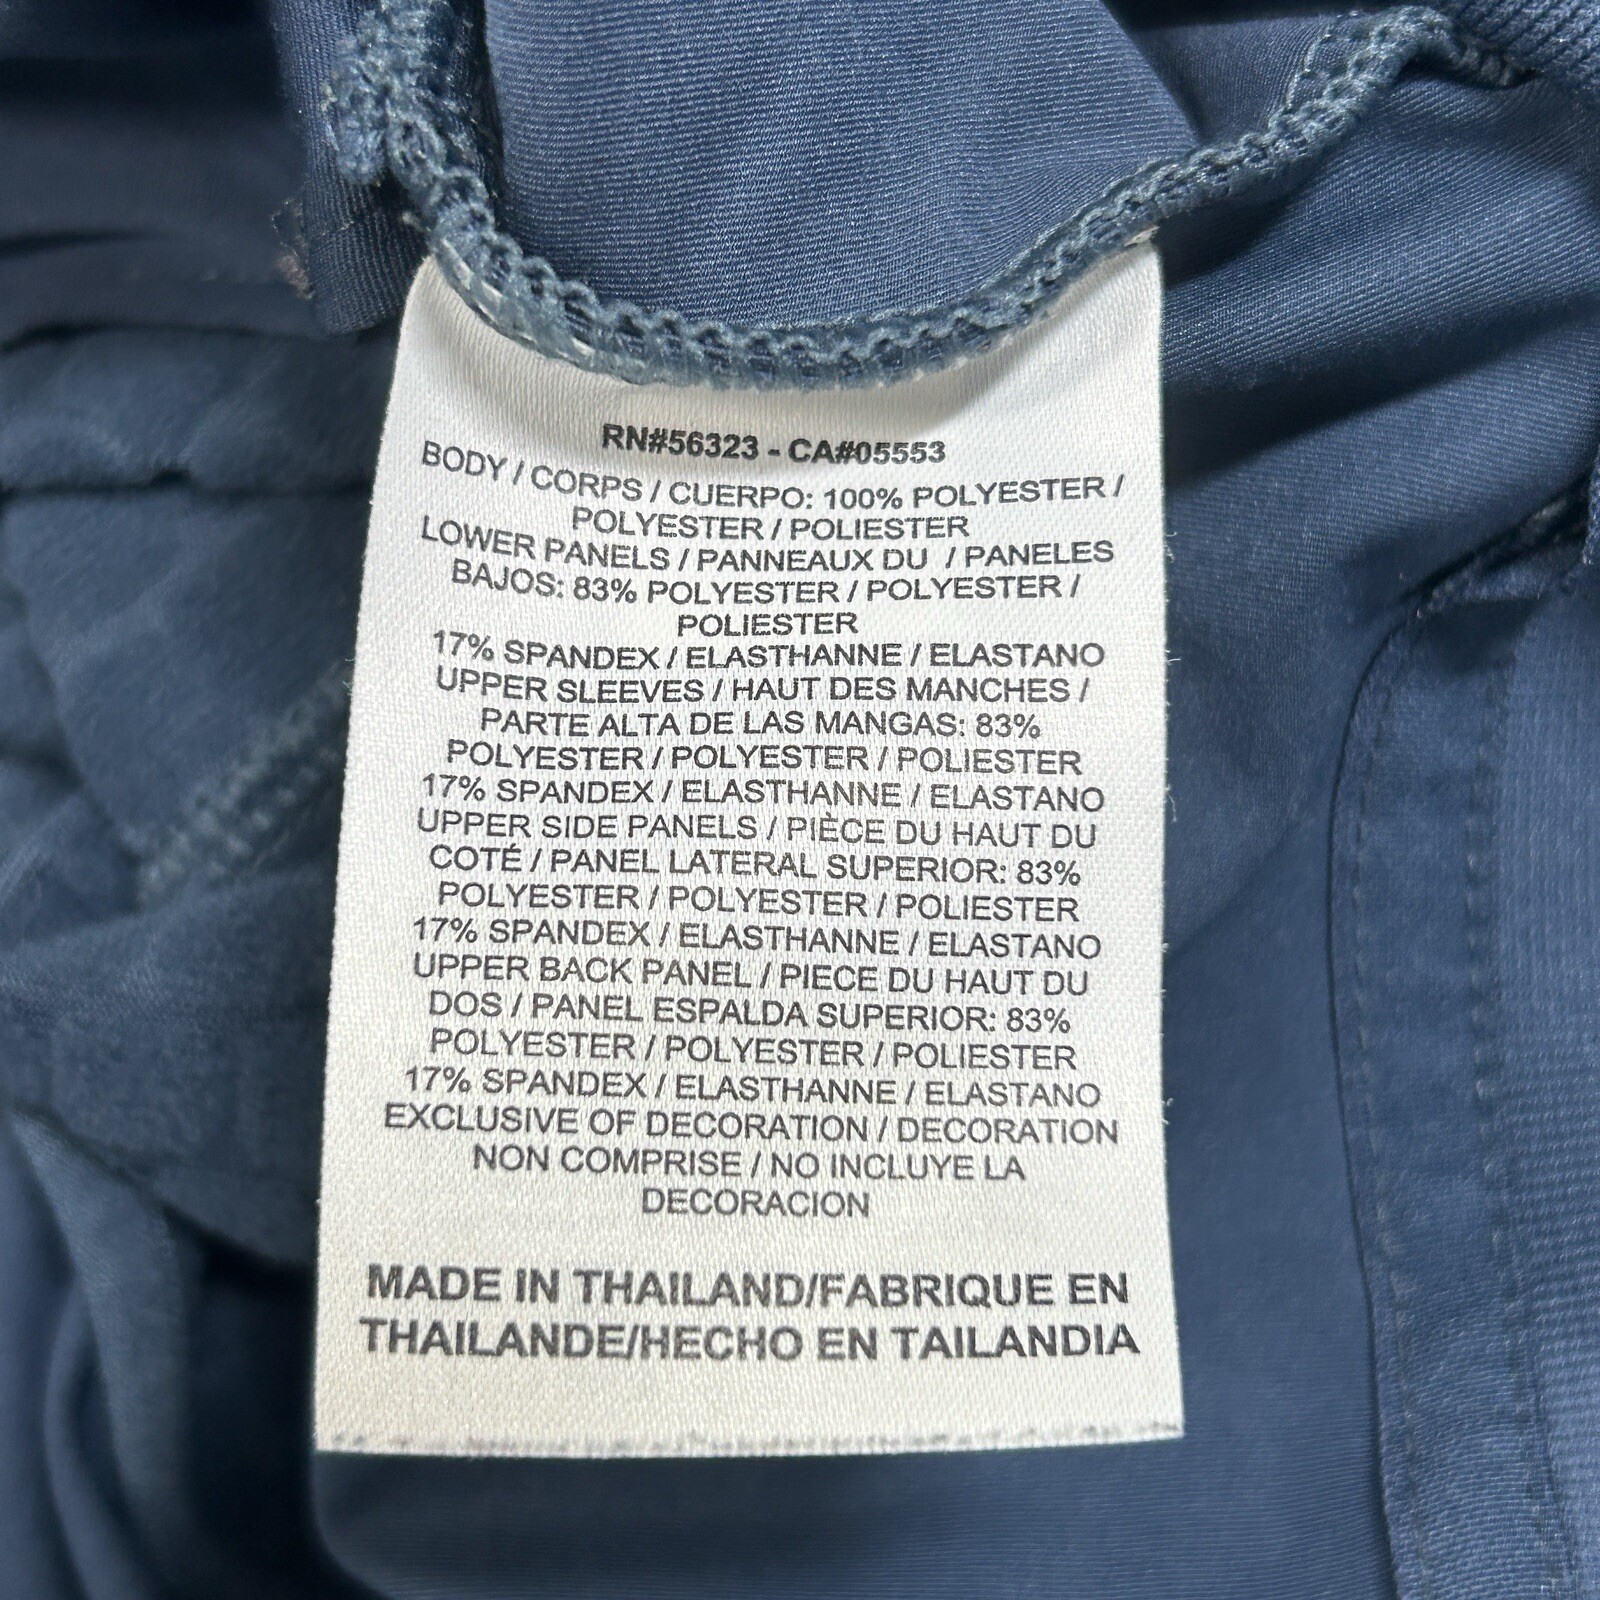 RN#56323 - CA#05553
BODY / CORPS / CUERPO: 100% POLYESTER /
POLYESTER / POLIESTER
LOWER PANELS / PANNEAUX DU / PANELES
BAJOS: 83% POLYESTER / POLYESTER /
POLIESTER
17% SPANDEX / ELASTHANNE / ELASTANO
UPPER SLEEVES / HAUT DES MANCHES /
PARTE ALTA DE LAS MANGAS: 83%
POLYESTER / POLYESTER / POLIESTER
17% SPANDEX / ELASTHANNE / ELASTANO
UPPER SIDE PANELS / PIÈCE DU HAUT DU
COTÉ / PANEL LATERAL SUPERIOR: 83%
POLYESTER / POLYESTER / POLIESTER
17% SPANDEX / ELASTHANNE / ELASTANO
UPPER BACK PANEL / PIECE DU HAUT DU
DOS / PANEL ESPALDA SUPERIOR: 83%
POLYESTER / POLYESTER / POLIESTER
17% SPANDEX / ELASTHANNE / ELASTANO
EXCLUSIVE OF DECORATION / DECORATION
NON COMPRISE / NO INCLUYE LA
DECORACION
MADE IN THAILAND/FABRIQUE EN
THAILANDE/HECHO EN TAILANDIA